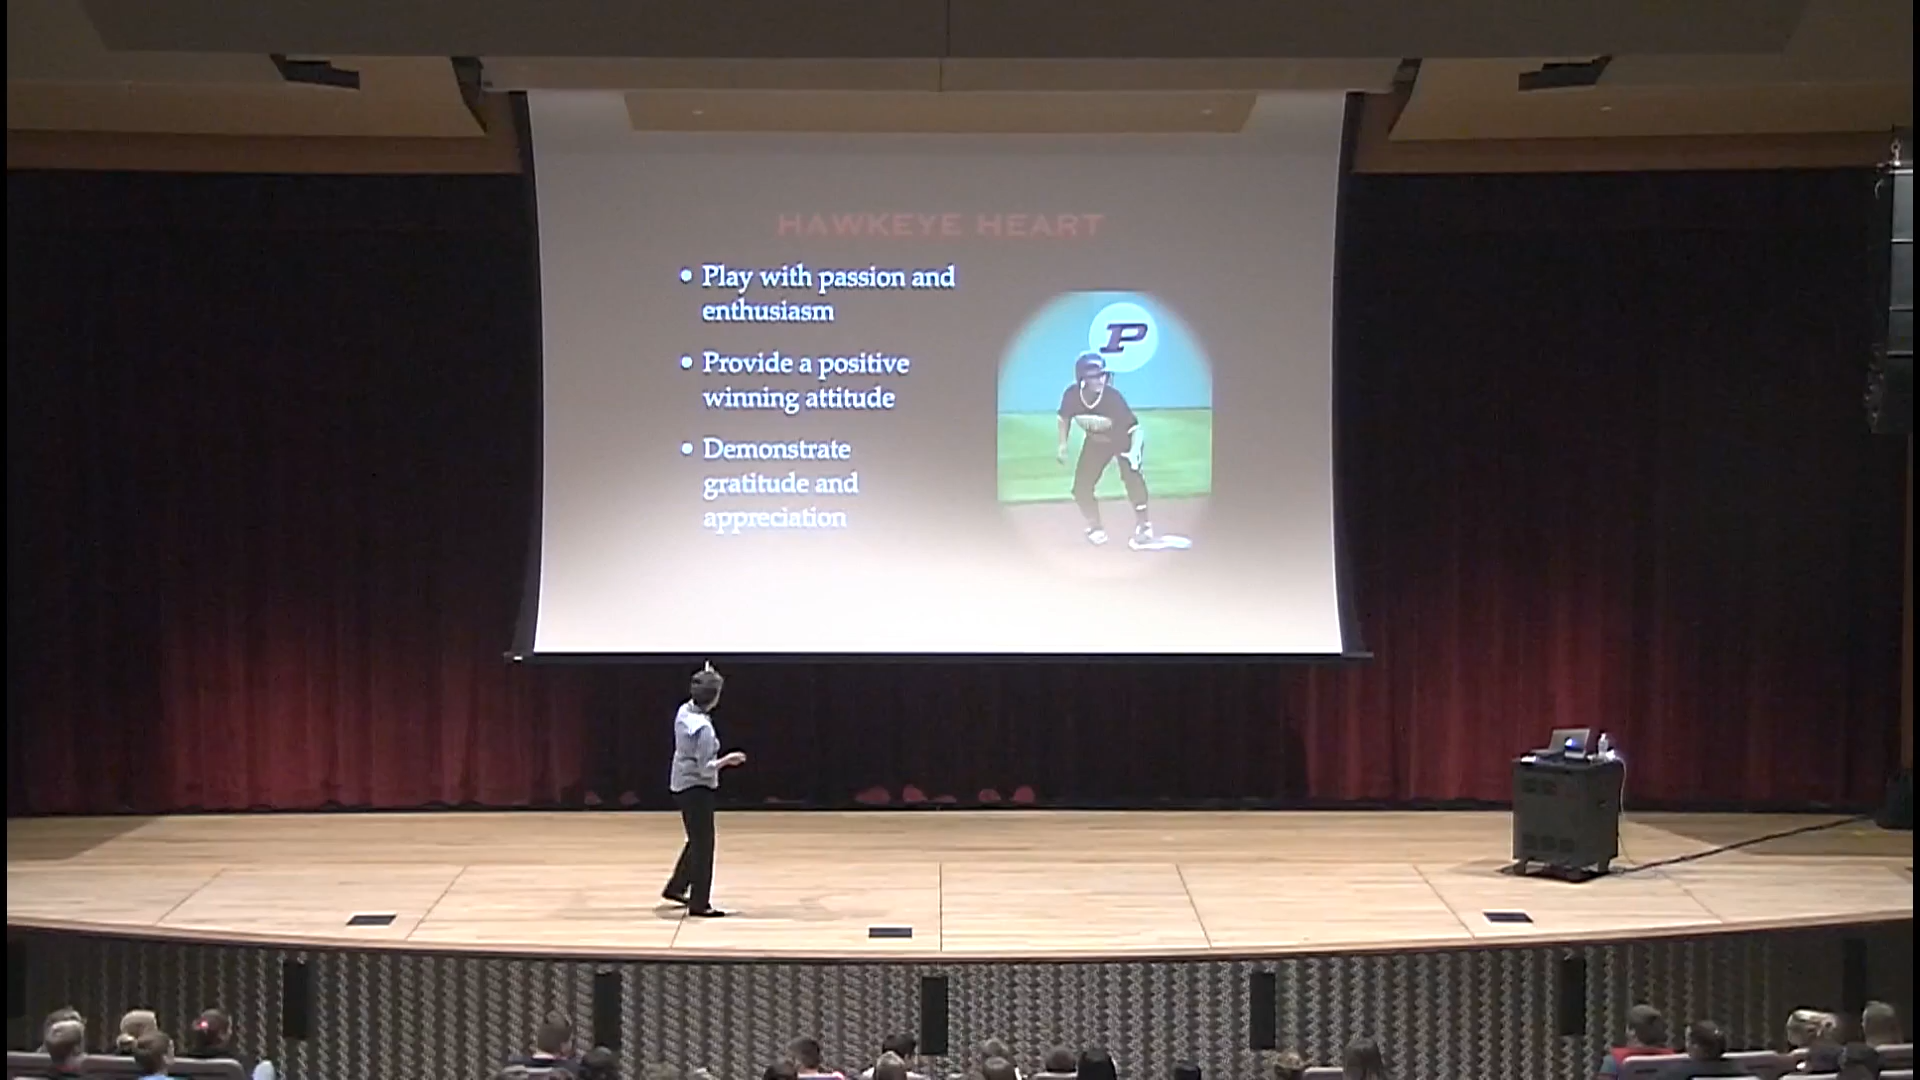 HAWKEYE HEART
• Play with passion and
enthusiasm
• Provide a positive
winning attitude
• Demonstrate
gratitude and
appreciation
P